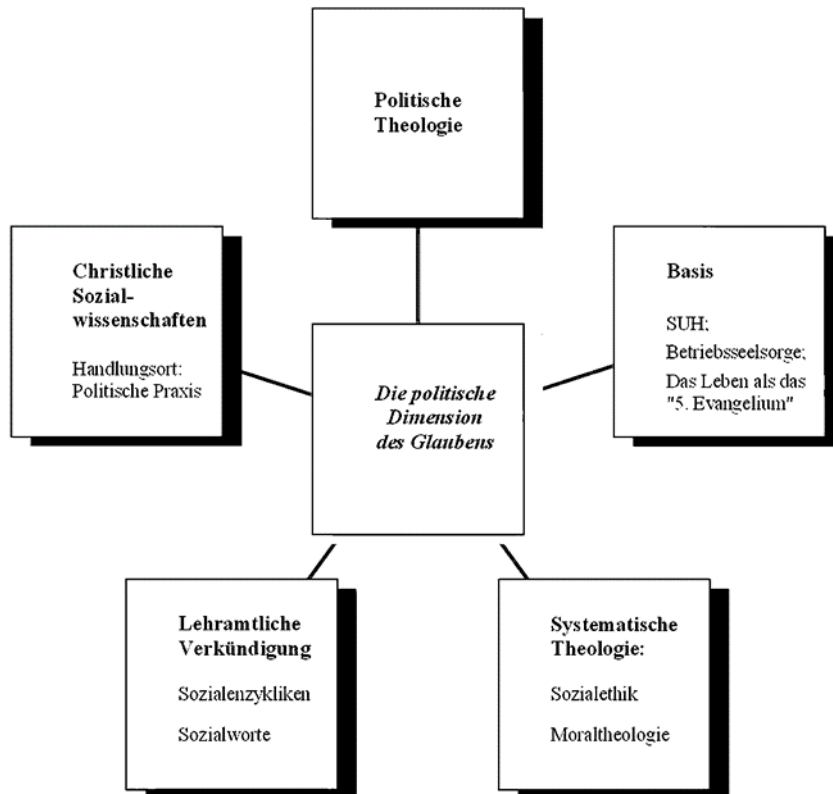 Politische
Theologie
Christliche
Sozial-
wissenschaften
Handlungsort:
Politische Praxis
Basis
SUH;
Betriebsseelsorge;
Das Leben als das
"5. Evangelium"
Die politische
Dimension
des Glaubens
Lehramtliche
Verkündigung
Sozialenzykliken
Sozialworte
Systematische
Theologie:
Sozialethik
Moraltheologie